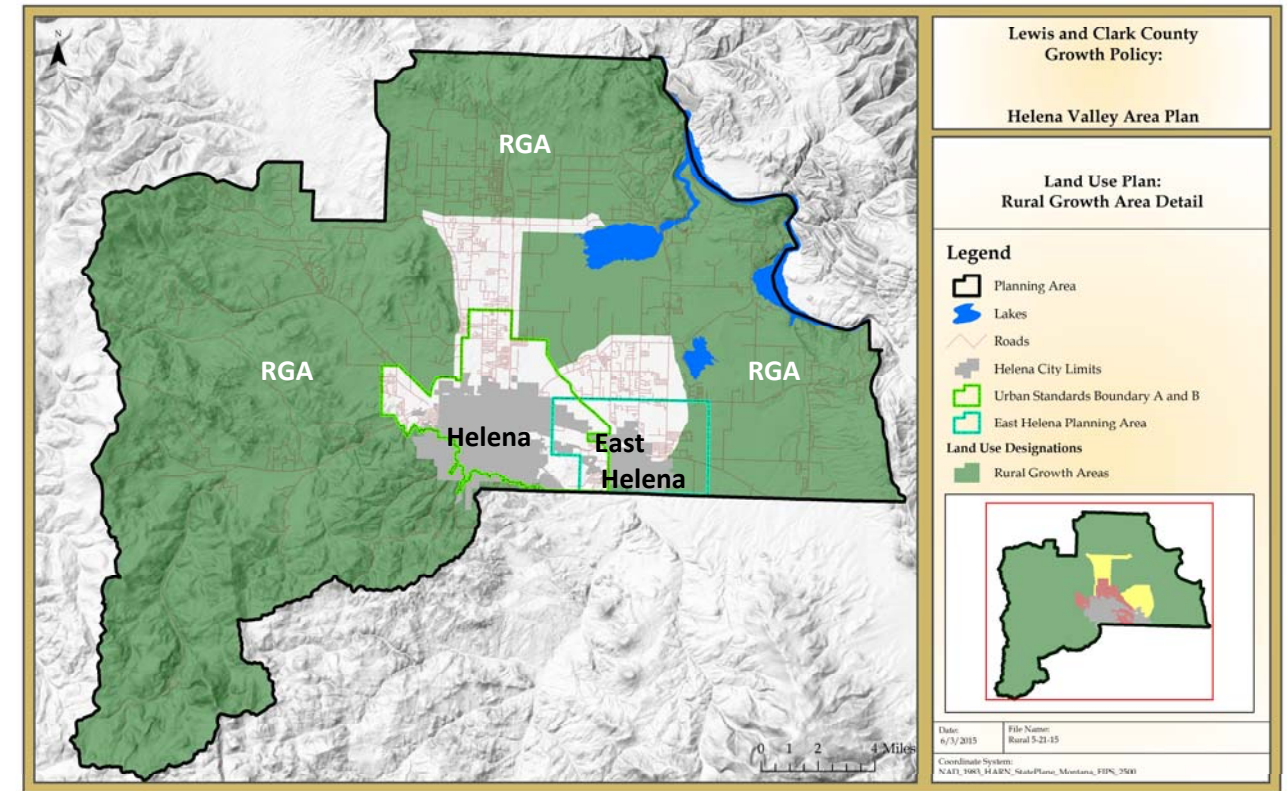 N
RGA
RGA
RGA
Helena
East
Helena
0 1 2 4 Miles
Lewis and Clark County
Growth Policy:
Helena Valley Area Plan
Land Use Plan:
Rural Growth Area Detail
Legend
Planning Area
Lakes
Roads
Helena City Limits
Urban Standards Boundary A and B
East Helena Planning Area
Land Use Designations
Rural Growth Areas
Date:
6/3/2015
File Name:
Rural 5-21-15
Coordinate System:
NAD_1983_HARN_StatePlane_Montana_FIPS_2500